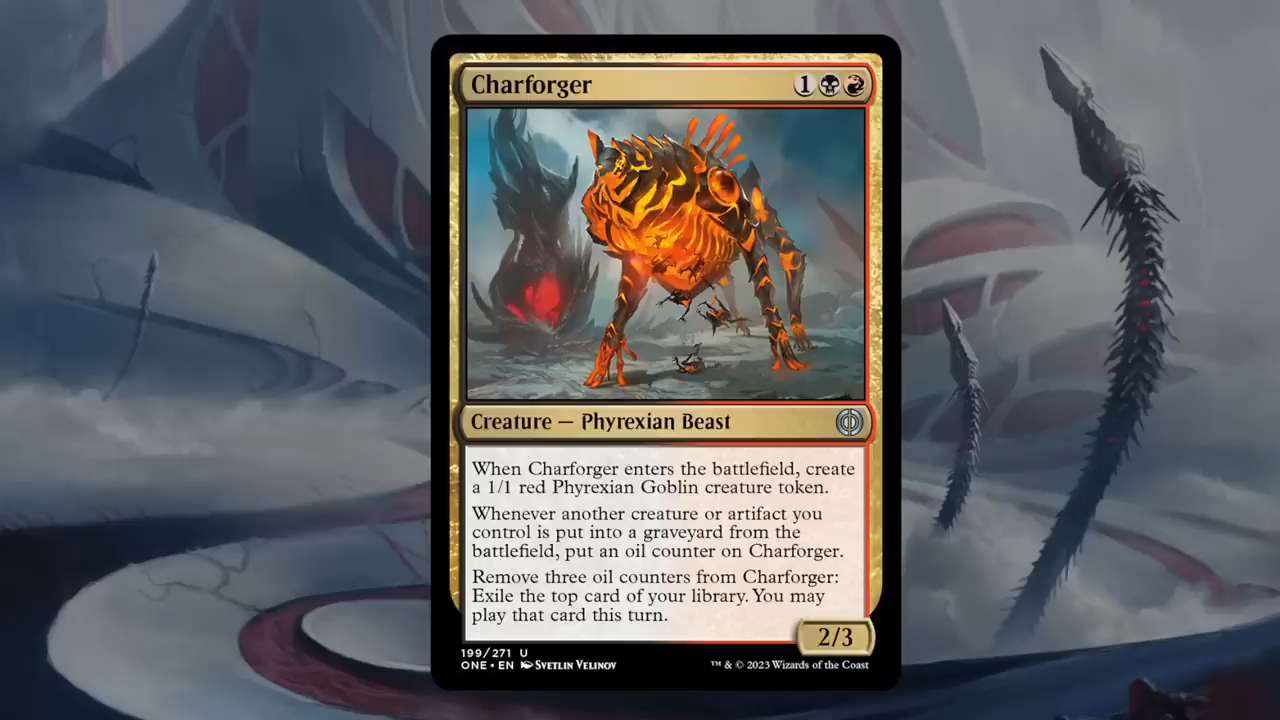 Charforger 1
Creature — Phyrexian Beast
When Charforger enters the battlefield, create
a 1/1 red Phyrexian Goblin creature token.
Whenever another creature or artifact you
control is put into a graveyard from the
battlefield, put an oil counter on Charforger.
Remove three oil counters from Charforger:
Exile the top card of your library. You may
play that card this turn.
2/3
199/271 U
ONE • EN Svetlin Velinov ™ & © 2023 Wizards of the Coast